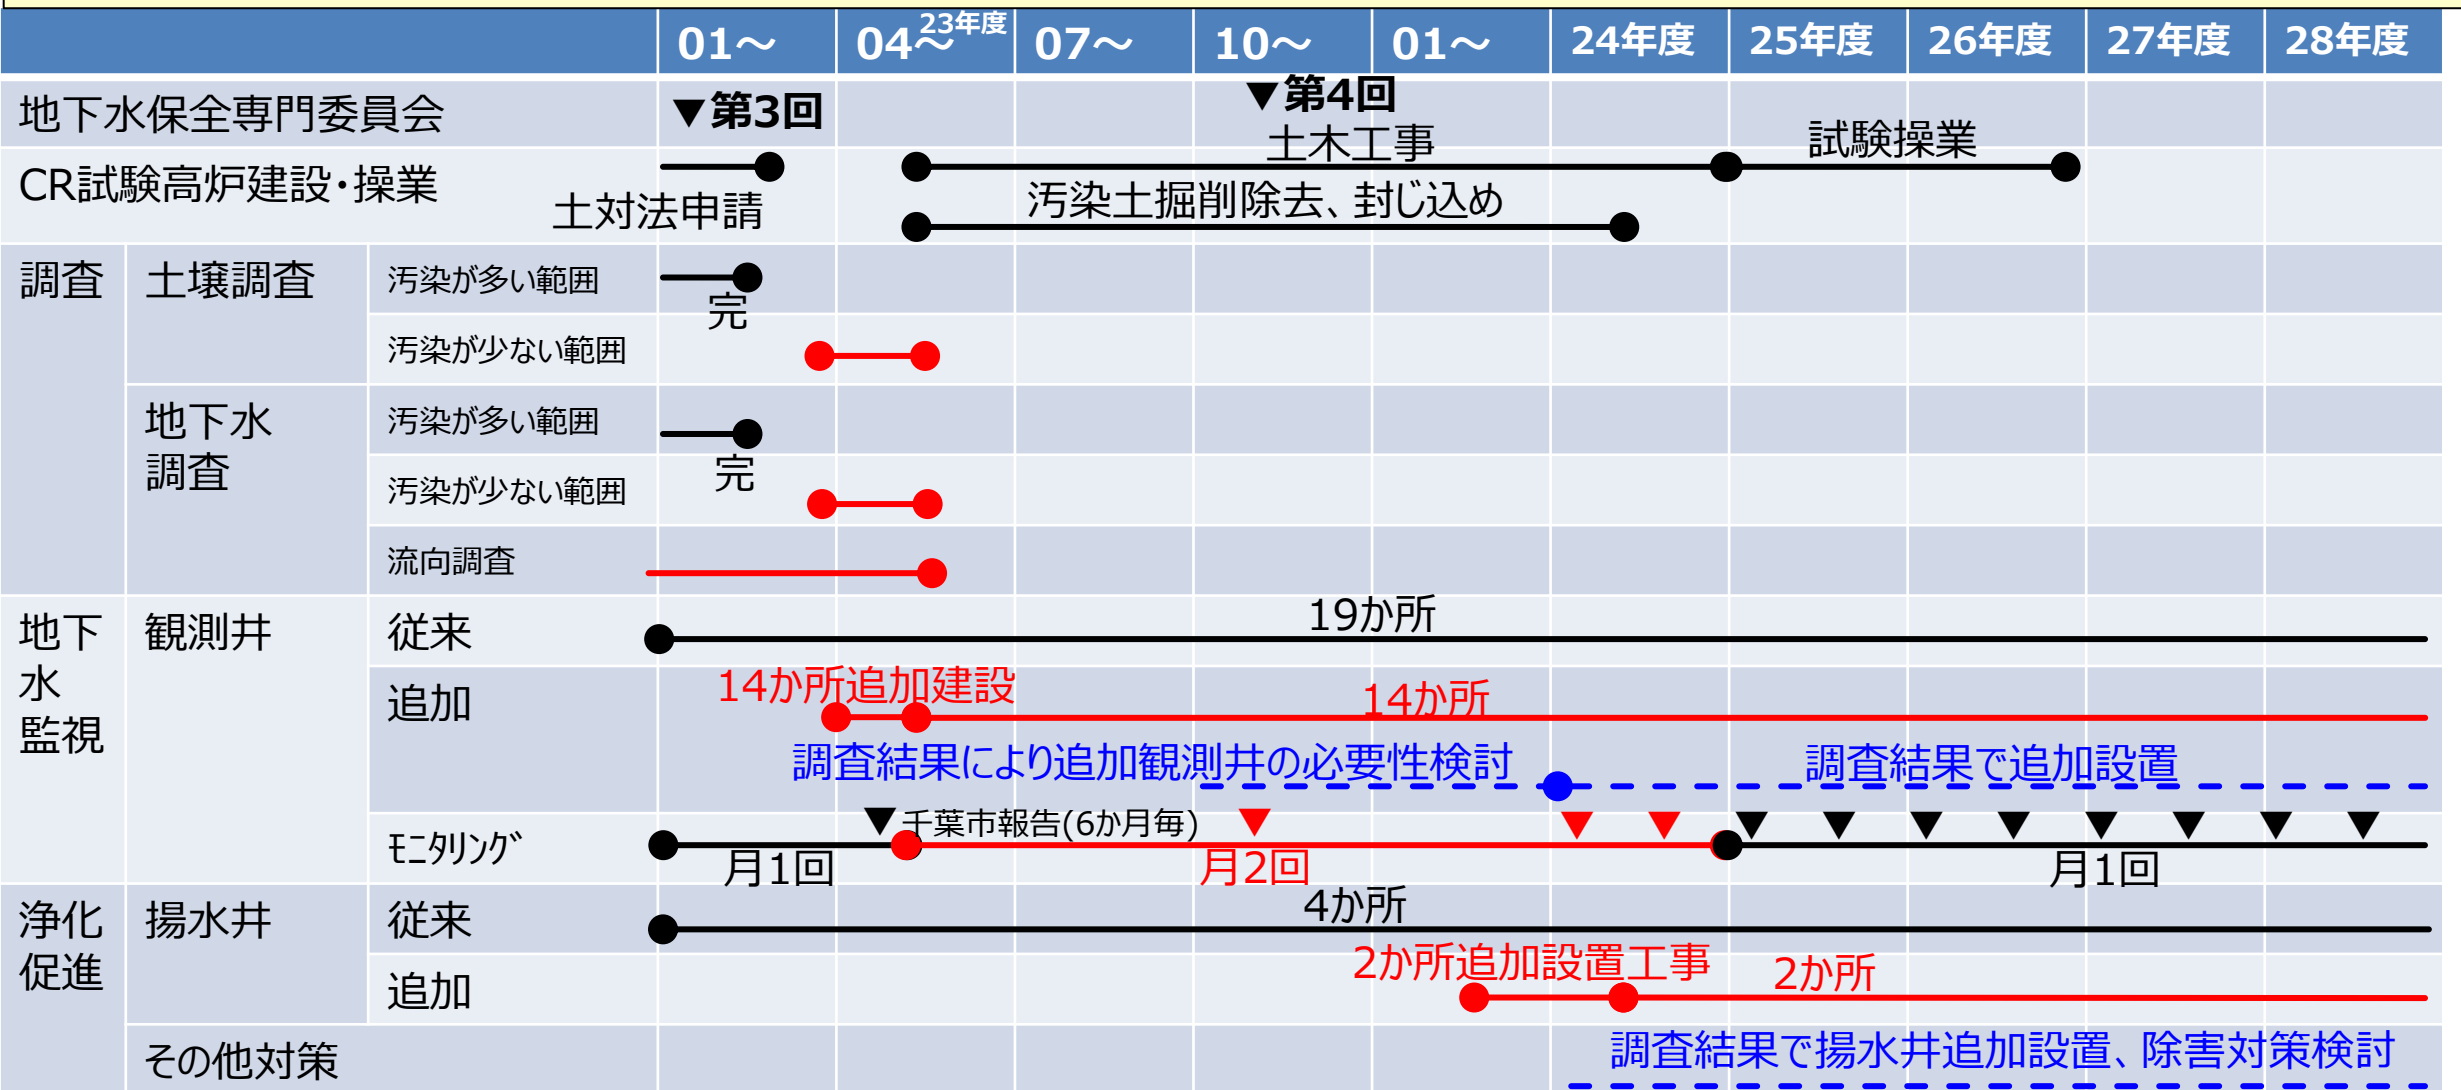 23年度
01～ 04～ 07～ 10～ 01～ 24年度 25年度 26年度 27年度 28年度
地下水保全専門委員会 ▼第3回 ▼第4回
土木工事 試験操業
CR試験高炉建設・操業
土対法申請 汚染土掘削除去、封じ込め
調査 土壌調査 汚染が多い範囲
完
汚染が少ない範囲
地下水
調査
汚染が多い範囲
完
汚染が少ない範囲
流向調査
地下
水
監視
観測井 従来 19か所
追加 14か所追加建設 14か所
調査結果により追加観測井の必要性検討 調査結果で追加設置
ﾓﾆﾀﾘﾝｸﾞ ▼千葉市報告(6か月毎) ▼ ▼ ▼ ▼ ▼ ▼ ▼ ▼ ▼ ▼ ▼
月1回 月2回 月1回
浄化
促進
揚水井 従来 4か所
追加 2か所追加設置工事 2か所
その他対策 調査結果で揚水井追加設置、除害対策検討